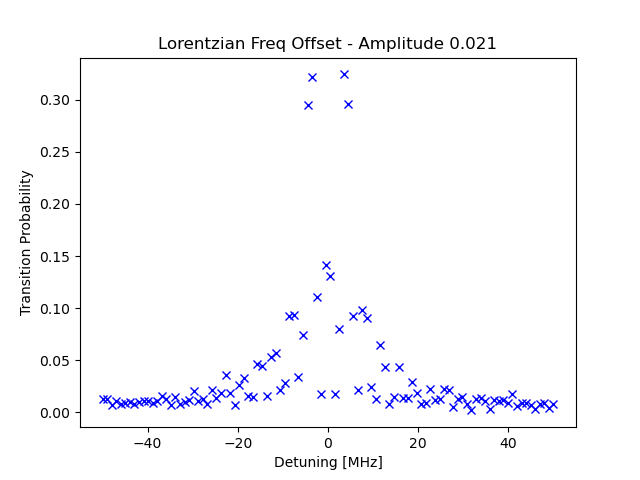 Lorentzian Freq Offset - Amplitude 0.021
Transition Probability
0.30
0.25
0.20
0.15
0.10
0.05
0.00
−40 −20 0 20 40
Detuning [MHz]